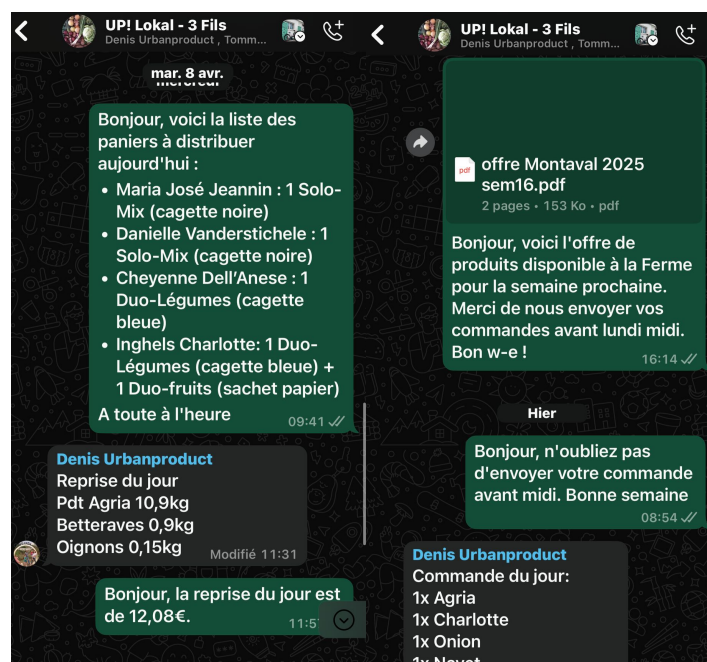 UP! Lokal - 3 Fils
Denis Urbanproduct , Tomm...
mar. 8 avr.
mercredi
Bonjour, voici la liste des
paniers à distribuer
aujourd'hui :
• Maria José Jeannin : 1 Solo-
Mix (cagette noire)
• Danielle Vanderstichele : 1
Solo-Mix (cagette noire)
• Cheyenne Dell'Anese : 1
Duo-Légumes (cagette
bleue)
• Inghels Charlotte: 1 Duo-
Légumes (cagette bleue) +
1 Duo-fruits (sachet papier)
A toute à l'heure
09:41
Denis Urbanproduct
Reprise du jour
Pdt Agria 10,9kg
Betteraves 0,9kg
Oignons 0,15kg
Modifié 11:31
Bonjour, la reprise du jour est
de 12,08€.
UP! Lokal - 3 Fils
Denis Urbanproduct , Tomm...
pdf
offre Montaval 2025
sem16.pdf
2 pages • 153 Ko • pdf
Bonjour, voici l'offre de
produits disponible à la Ferme
pour la semaine prochaine.
Merci de nous envoyer vos
commandes avant lundi midi.
Bon w-e !
16:14
Hier
Bonjour, n'oubliez pas
d'envoyer votre commande
avant midi. Bonne semaine
08:54
Denis Urbanproduct
Commande du jour:
1x Agria
1x Charlotte
1x Onion
1x Navet